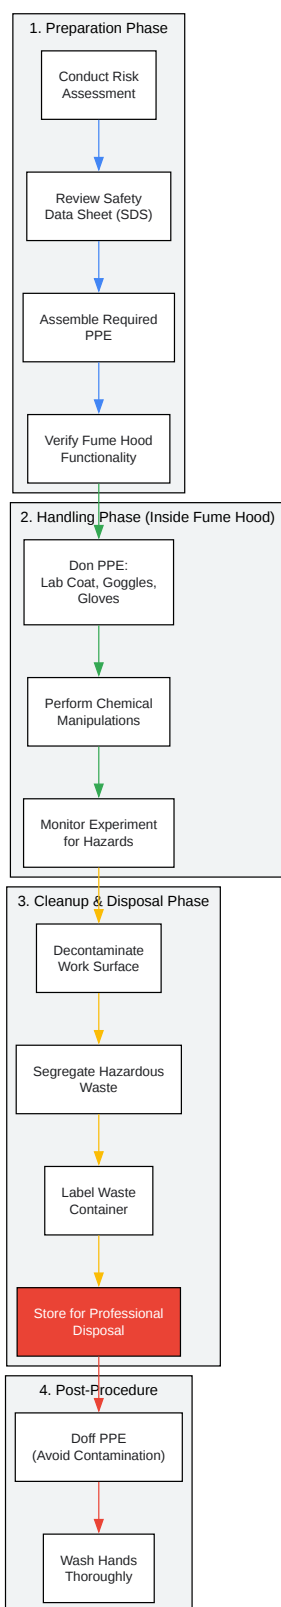 1. Preparation Phase
Conduct Risk
Assessment
Review Safety
Data Sheet (SDS)
Assemble Required
PPE
Verify Fume Hood
Functionality
2. Handling Phase (Inside Fume Hood)
Don PPE:
Lab Coat, Goggles,
Gloves
Perform Chemical
Manipulations
Monitor Experiment
for Hazards
3. Cleanup & Disposal Phase
Decontaminate
Work Surface
Segregate Hazardous
Waste
Label Waste
Container
Store for Professional
Disposal
4. Post-Procedure
Doff PPE
(Avoid Contamination)
Wash Hands
Thoroughly